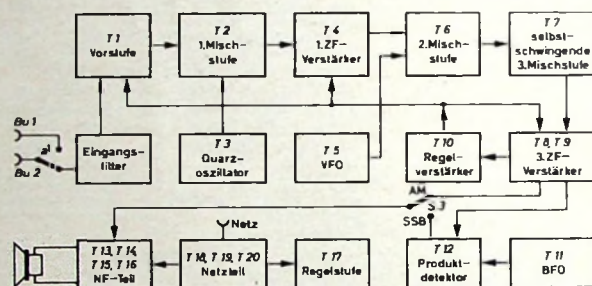 T1
Vorstufe
T2
1.Misch-
stufe
T4
1.ZF-
Verstärker
T6
2.Misch-
stufe
T7
selbst-
schwingende
3.Mischstufe
Bu 1
a1
Bu 2
Eingangs-
filter
T3
Quarz-
oszillator
T5
VFO
T10
Regel-
verstärker
T8, T9
3.ZF-
Verstärker
AM
S3
SSB
Netz
T13, T14,
T15, T16
NF-Teil
T18, T19, T20
Netzteil
T17
Regelstufe
T12
Produkt-
detektor
T11
BFO